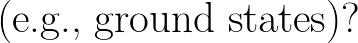 (e.g., ground states)?